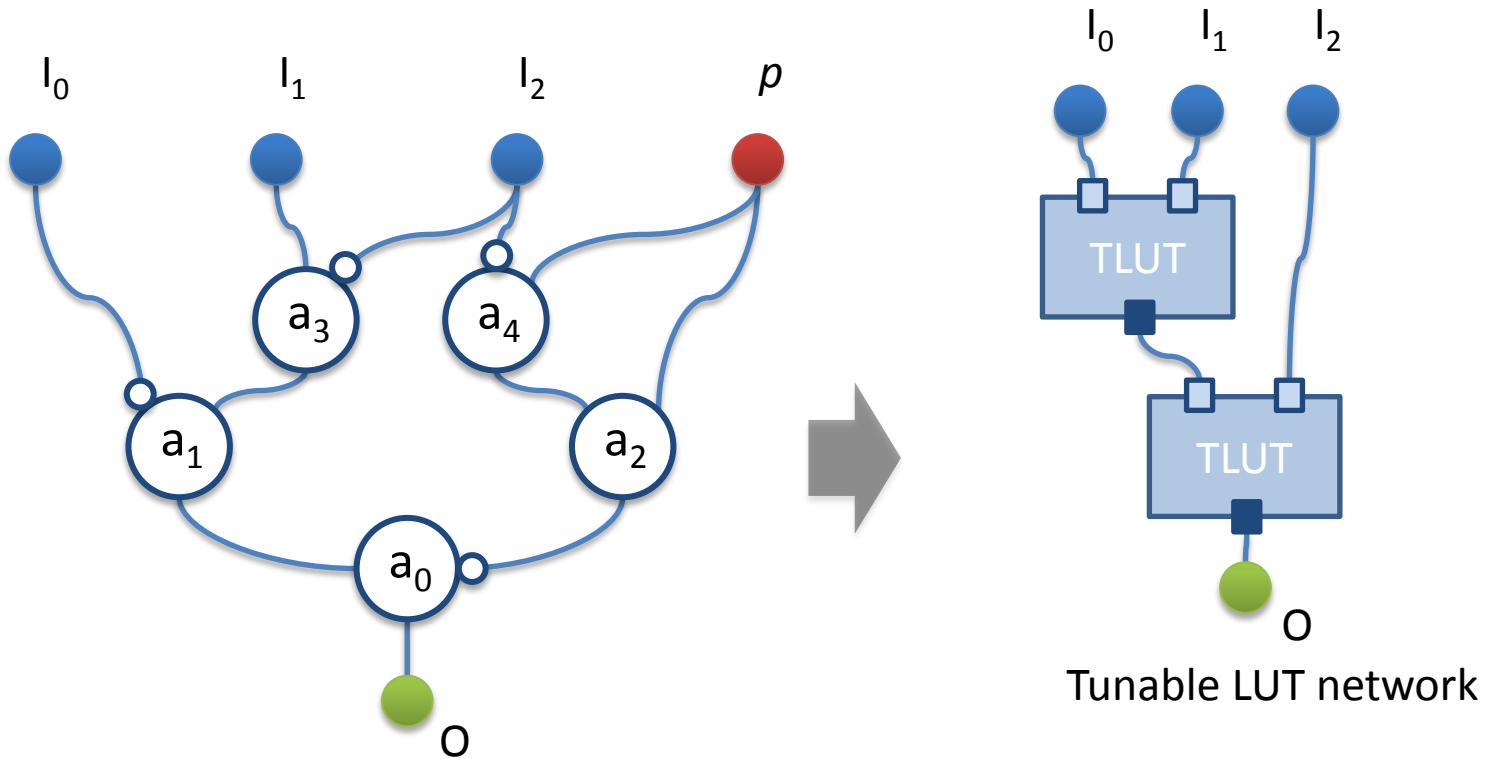 I₀
I₁
I₂
p
a₃
a₄
a₁
a₂
a₀
O
I₀
I₁
I₂
TLUT
TLUT
O
Tunable LUT network